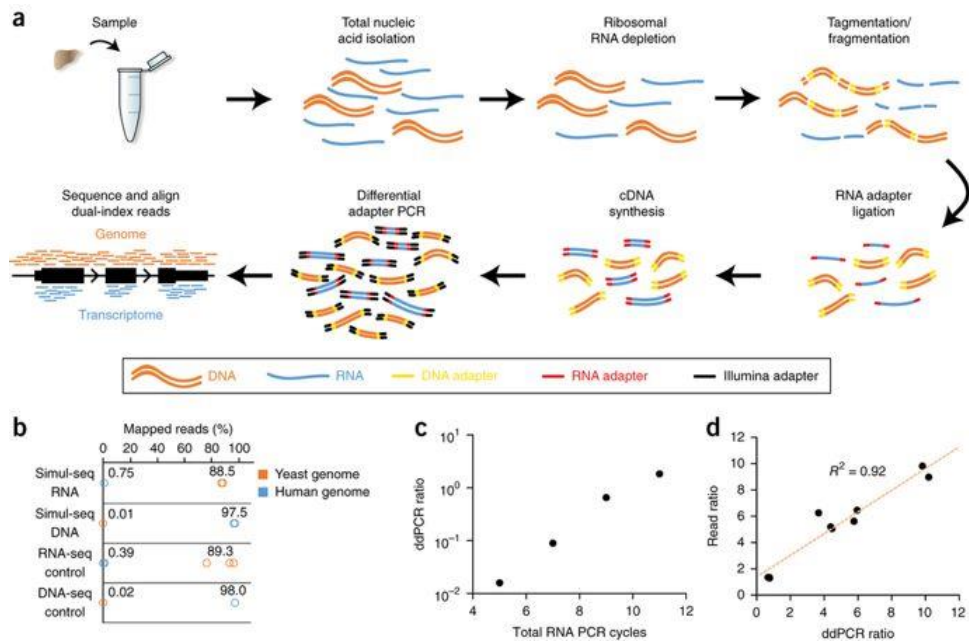 a
Sample
Total nucleic
acid isolation
Ribosomal
RNA depletion
Tagmentation/
fragmentation
Sequence and align
dual-index reads
Genome
Transcriptome
Differential
adapter PCR
cDNA
synthesis
RNA adapter
ligation
DNA
RNA
DNA adapter
RNA adapter
Illumina adapter
b
Mapped reads (%)
0 20 40 60 80 100
Simul-seq
RNA
0.75 88.5
Simul-seq
DNA
0.01 97.5
RNA-seq
control
0.39 89.3
DNA-seq
control
0.02 98.0
Yeast genome
Human genome
c
ddPCR ratio
10¹
10⁰
10⁻¹
10⁻²
4 6 8 10 12
Total RNA PCR cycles
d
Read ratio
12
10
8
6
4
2
0
R² = 0.92
0 2 4 6 8 10 12
ddPCR ratio